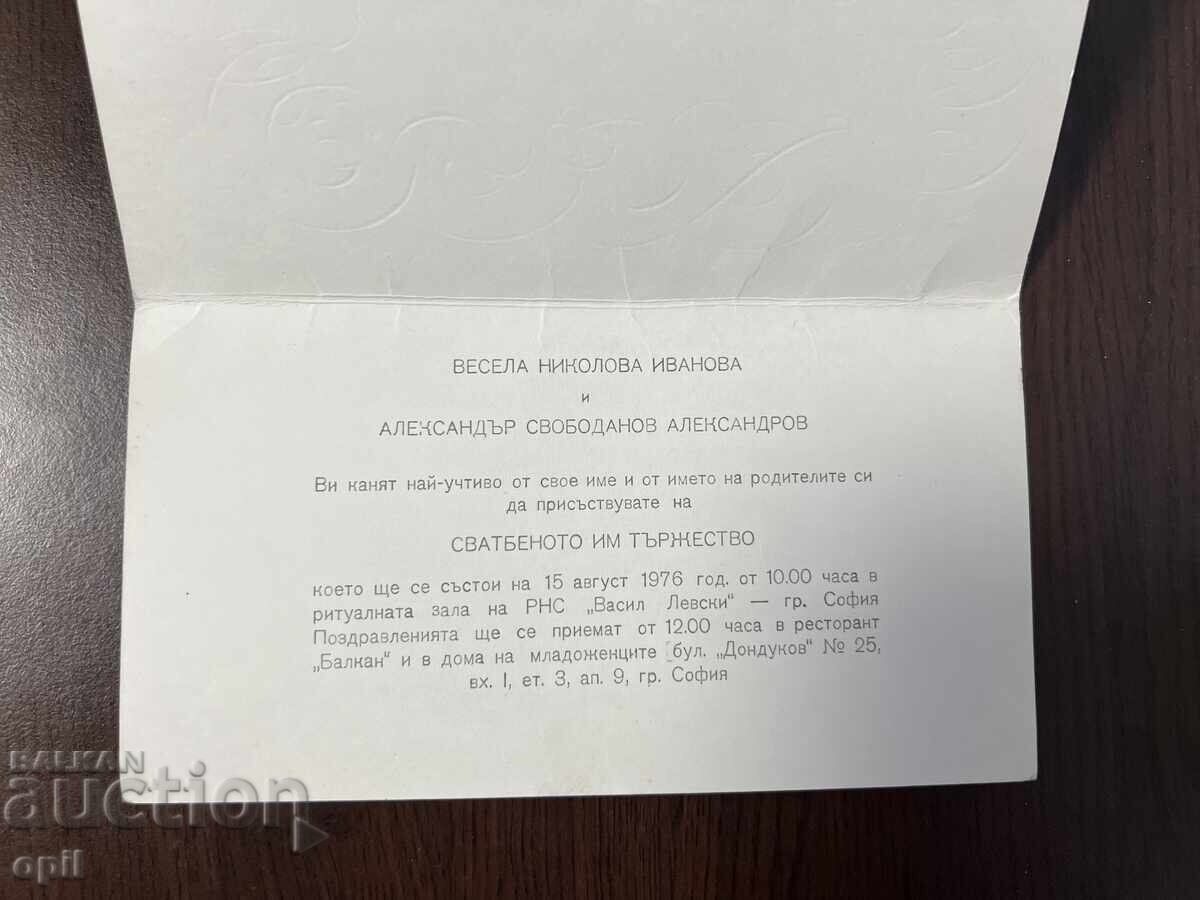 ВЕСЕЛА НИКОЛОВА ИВАНОВА
и
АЛЕКСАНДЪР СВОБОДАНОВ АЛЕКСАНДРОВ
Ви канят най-учтиво от свое име и от името на родителите си
да присъствувате на
СВАТБЕНОТО ИМ ТЪРЖЕСТВО
което ще се състои на 15 август 1976 год. от 10.00 часа в
ритуалната зала на РНС „Васил Левски“ — гр. София
Поздравленията ще се приемат от 12.00 часа в ресторант
„Балкан“ и в дома на младоженците бул. „Дондуков“ № 25,
вх. I, ет. 3, ап. 9, гр. София
BALKAN
auction
opil